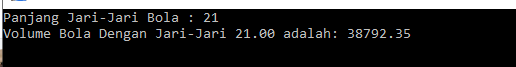 Panjang Jari-Jari Bola : 21
Volume Bola Dengan Jari-Jari 21.00 adalah: 38792.35